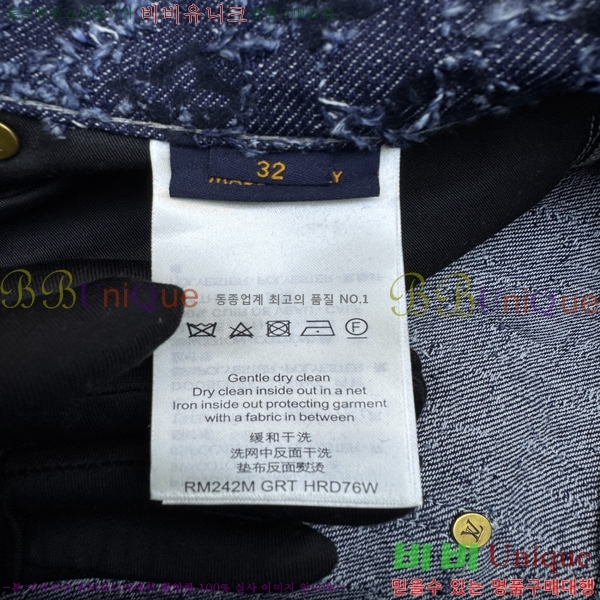 비비유니크
32
BBUniQue BBUniQue
동종업계 최고의 품질 NO.1
Gentle dry clean
Dry clean inside out in a net
Iron inside out protecting garment
with a fabric in between
缓和干洗
洗网中反面干洗
垫布反面熨烫
RM242M GRT HRD76W
LV
비비 Unique
믿을수 있는 명품구매대행